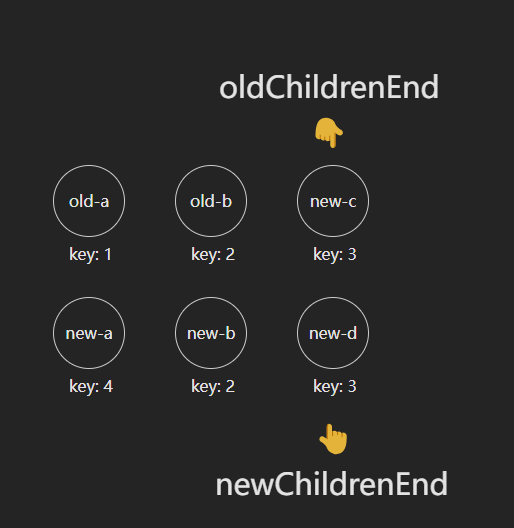 oldChildrenEnd
old-a old-b new-c
key: 1 key: 2 key: 3
new-a new-b new-d
key: 4 key: 2 key: 3
newChildrenEnd